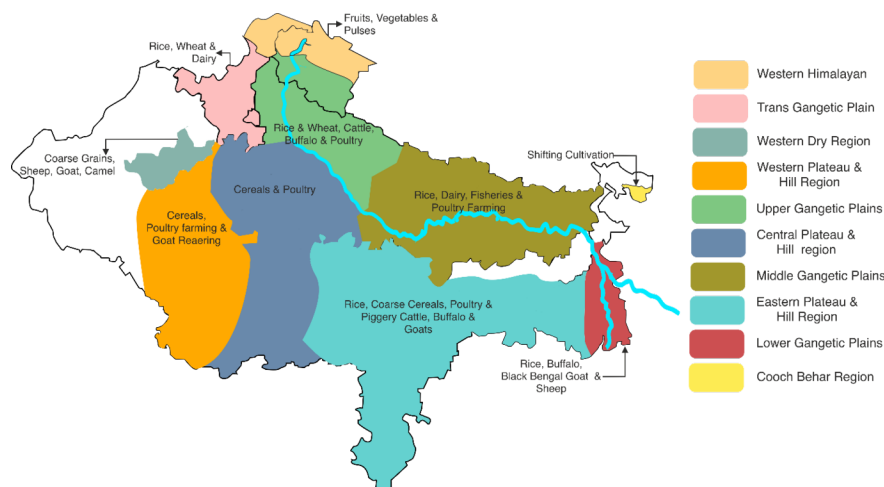 Fruits, Vegetables &
Pulses
Rice, Wheat &
Dairy
Rice & Wheat, Cattle,
Buffalo & Poultry
Coarse Grains,
Sheep, Goat, Camel
Cereals & Poultry
Cereals,
Poultry farming &
Goat Reaering
Rice, Dairy, Fisheries &
Poultry Farming
Shifting Cultivation
Rice, Coarse Cereals, Poultry &
Piggery Cattle, Buffalo &
Goats
Rice, Buffalo,
Black Bengal Goat &
Sheep
Western Himalayan
Trans Gangetic Plain
Western Dry Region
Western Plateau &
Hill Region
Upper Gangetic Plains
Central Plateau &
Hill region
Middle Gangetic Plains
Eastern Plateau &
Hill Region
Lower Gangetic Plains
Cooch Behar Region